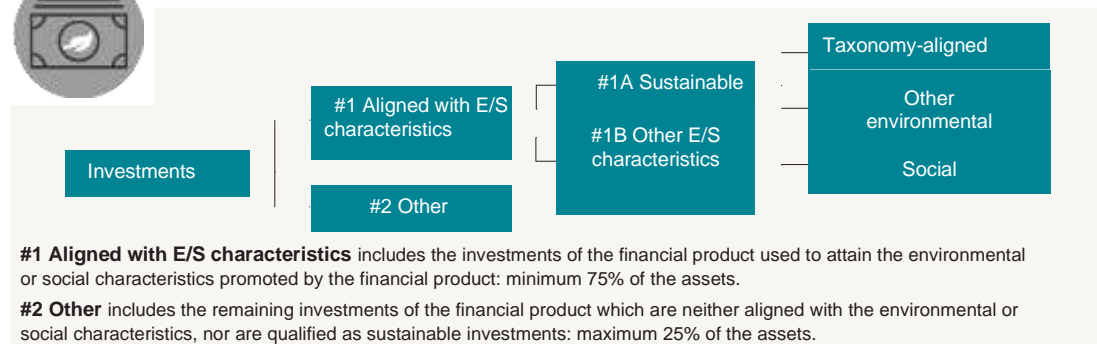 Taxonomy-aligned
#1A Sustainable
Other
environmental
#1 Aligned with E/S
characteristics
#1B Other E/S
characteristics
Investments
Social
#2 Other
#1 Aligned with E/S characteristics includes the investments of the financial product used to attain the environmental
or social characteristics promoted by the financial product: minimum 75% of the assets.
#2 Other includes the remaining investments of the financial product which are neither aligned with the environmental or
social characteristics, nor are qualified as sustainable investments: maximum 25% of the assets.